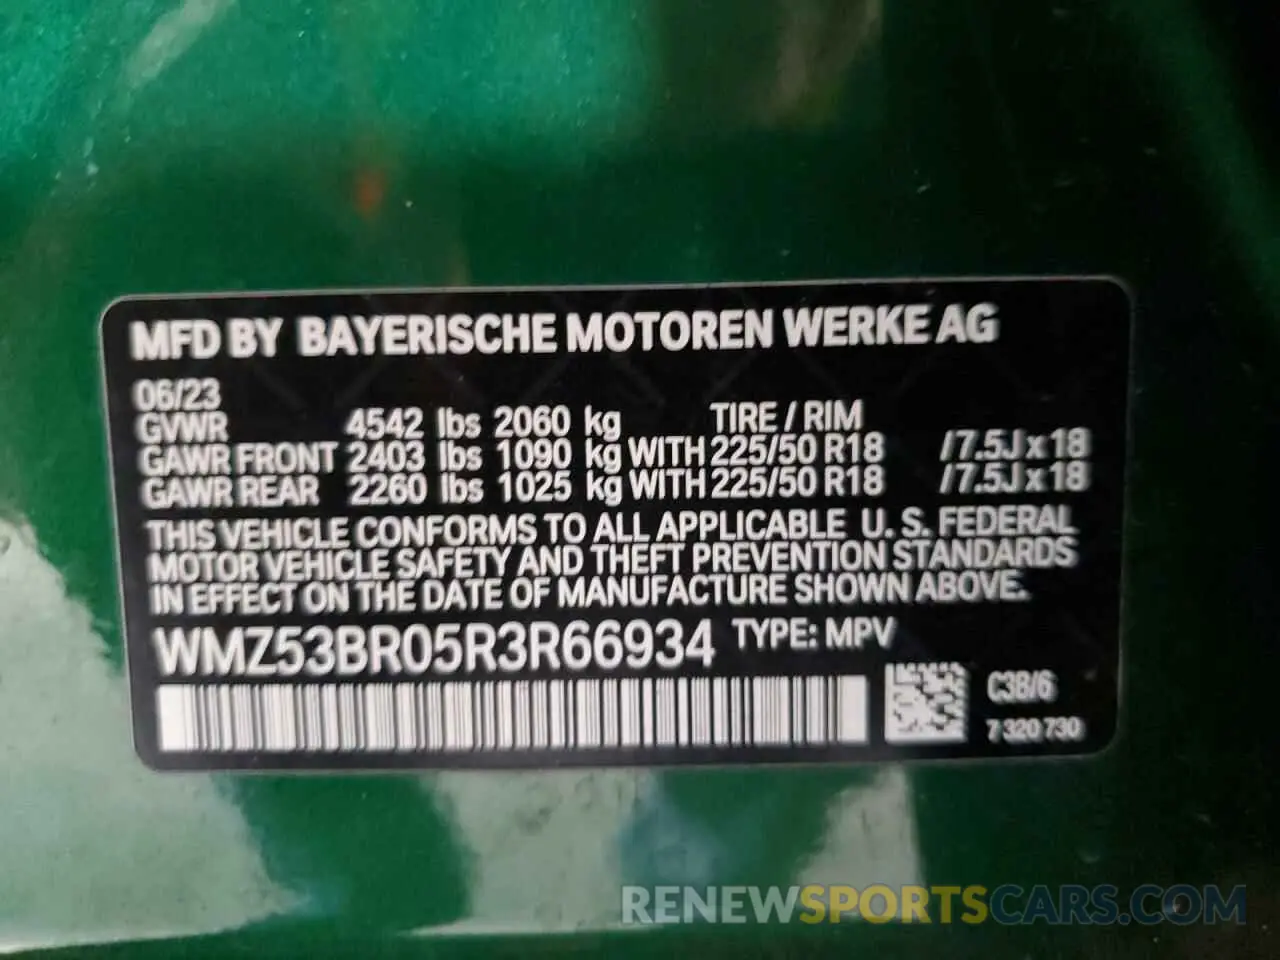 MFD BY BAYERISCHE MOTOREN WERKE AG
06/23
GVWR 4542 lbs 2060 kg TIRE / RIM
GAWR FRONT 2403 lbs 1090 kg WITH 225/50 R18 /7.5J x 18
GAWR REAR 2260 lbs 1025 kg WITH 225/50 R18 /7.5J x 18
THIS VEHICLE CONFORMS TO ALL APPLICABLE U. S. FEDERAL
MOTOR VEHICLE SAFETY AND THEFT PREVENTION STANDARDS
IN EFFECT ON THE DATE OF MANUFACTURE SHOWN ABOVE.
WMZ53BR05R3R66934 TYPE: MPV
C3B/6
7 320 730
RENEWSPORTSCARS.COM